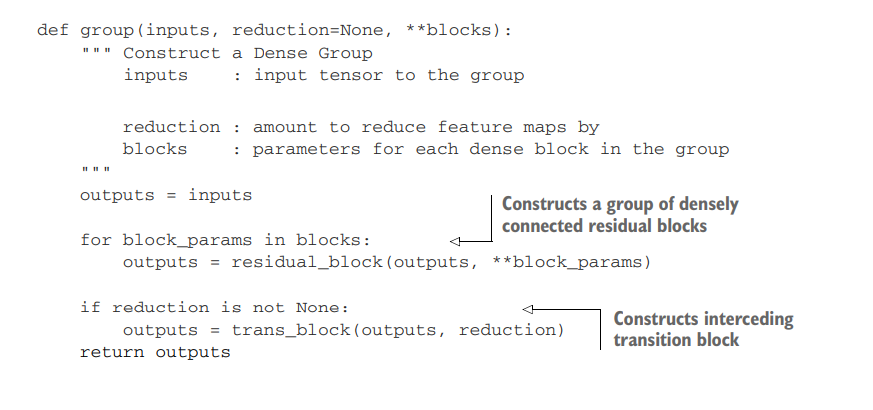 def group(inputs, reduction=None, **blocks):
    """ Construct a Dense Group
        inputs    : input tensor to the group

        reduction : amount to reduce feature maps by
        blocks    : parameters for each dense block in the group
    """
    outputs = inputs
Constructs a group of densely
connected residual blocks
    for block_params in blocks:
        outputs = residual_block(outputs, **block_params)

    if reduction is not None:
        outputs = trans_block(outputs, reduction)
Constructs interceding
transition block
    return outputs